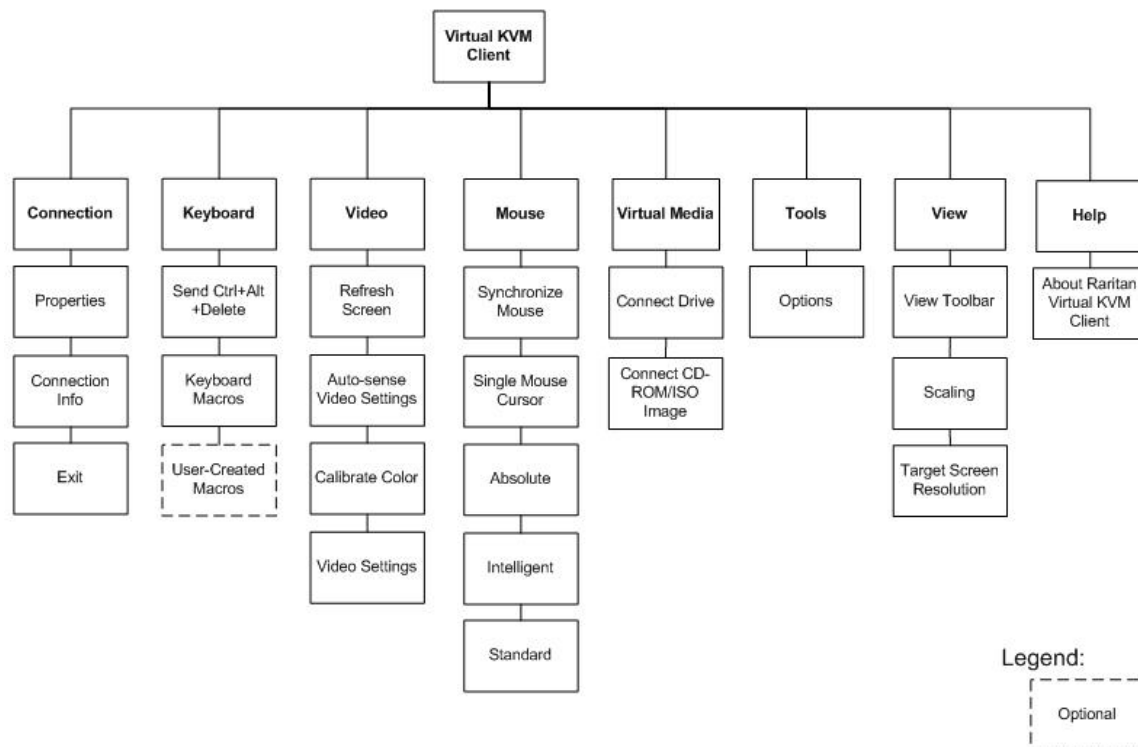 Virtual KVM
Client
Connection
Keyboard
Video
Mouse
Virtual Media
Tools
View
Help
Properties
Send Ctrl+Alt
+Delete
Refresh
Screen
Synchronize
Mouse
Connect Drive
Options
View Toolbar
About Raritan
Virtual KVM
Client
Connection
Info
Keyboard
Macros
Auto-sense
Video Settings
Single Mouse
Cursor
Connect CD-
ROM/ISO
Image
Scaling
Exit
User-Created
Macros
Calibrate Color
Absolute
Target Screen
Resolution
Video Settings
Intelligent
Standard
Legend:
Optional